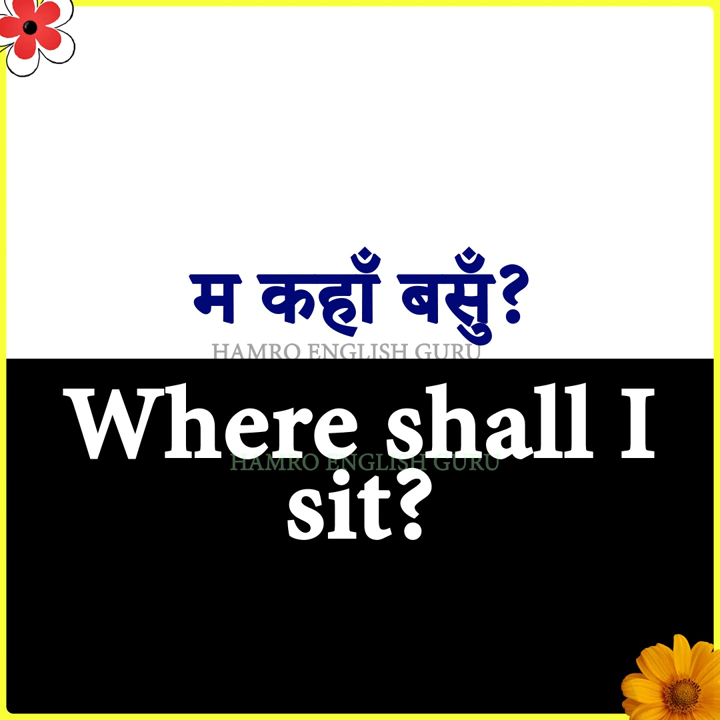 म कहाँ बसुँ?
HAMRO ENGLISH GURU
Where shall I
HAMRO ENGLISH GURU
sit?